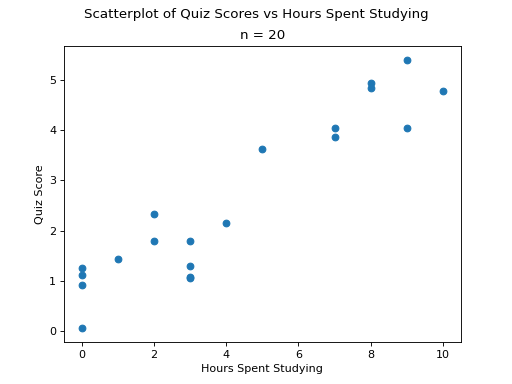 Scatterplot of Quiz Scores vs Hours Spent Studying
n = 20
5
4
3
2
1
0
Quiz Score
0 2 4 6 8 10
Hours Spent Studying